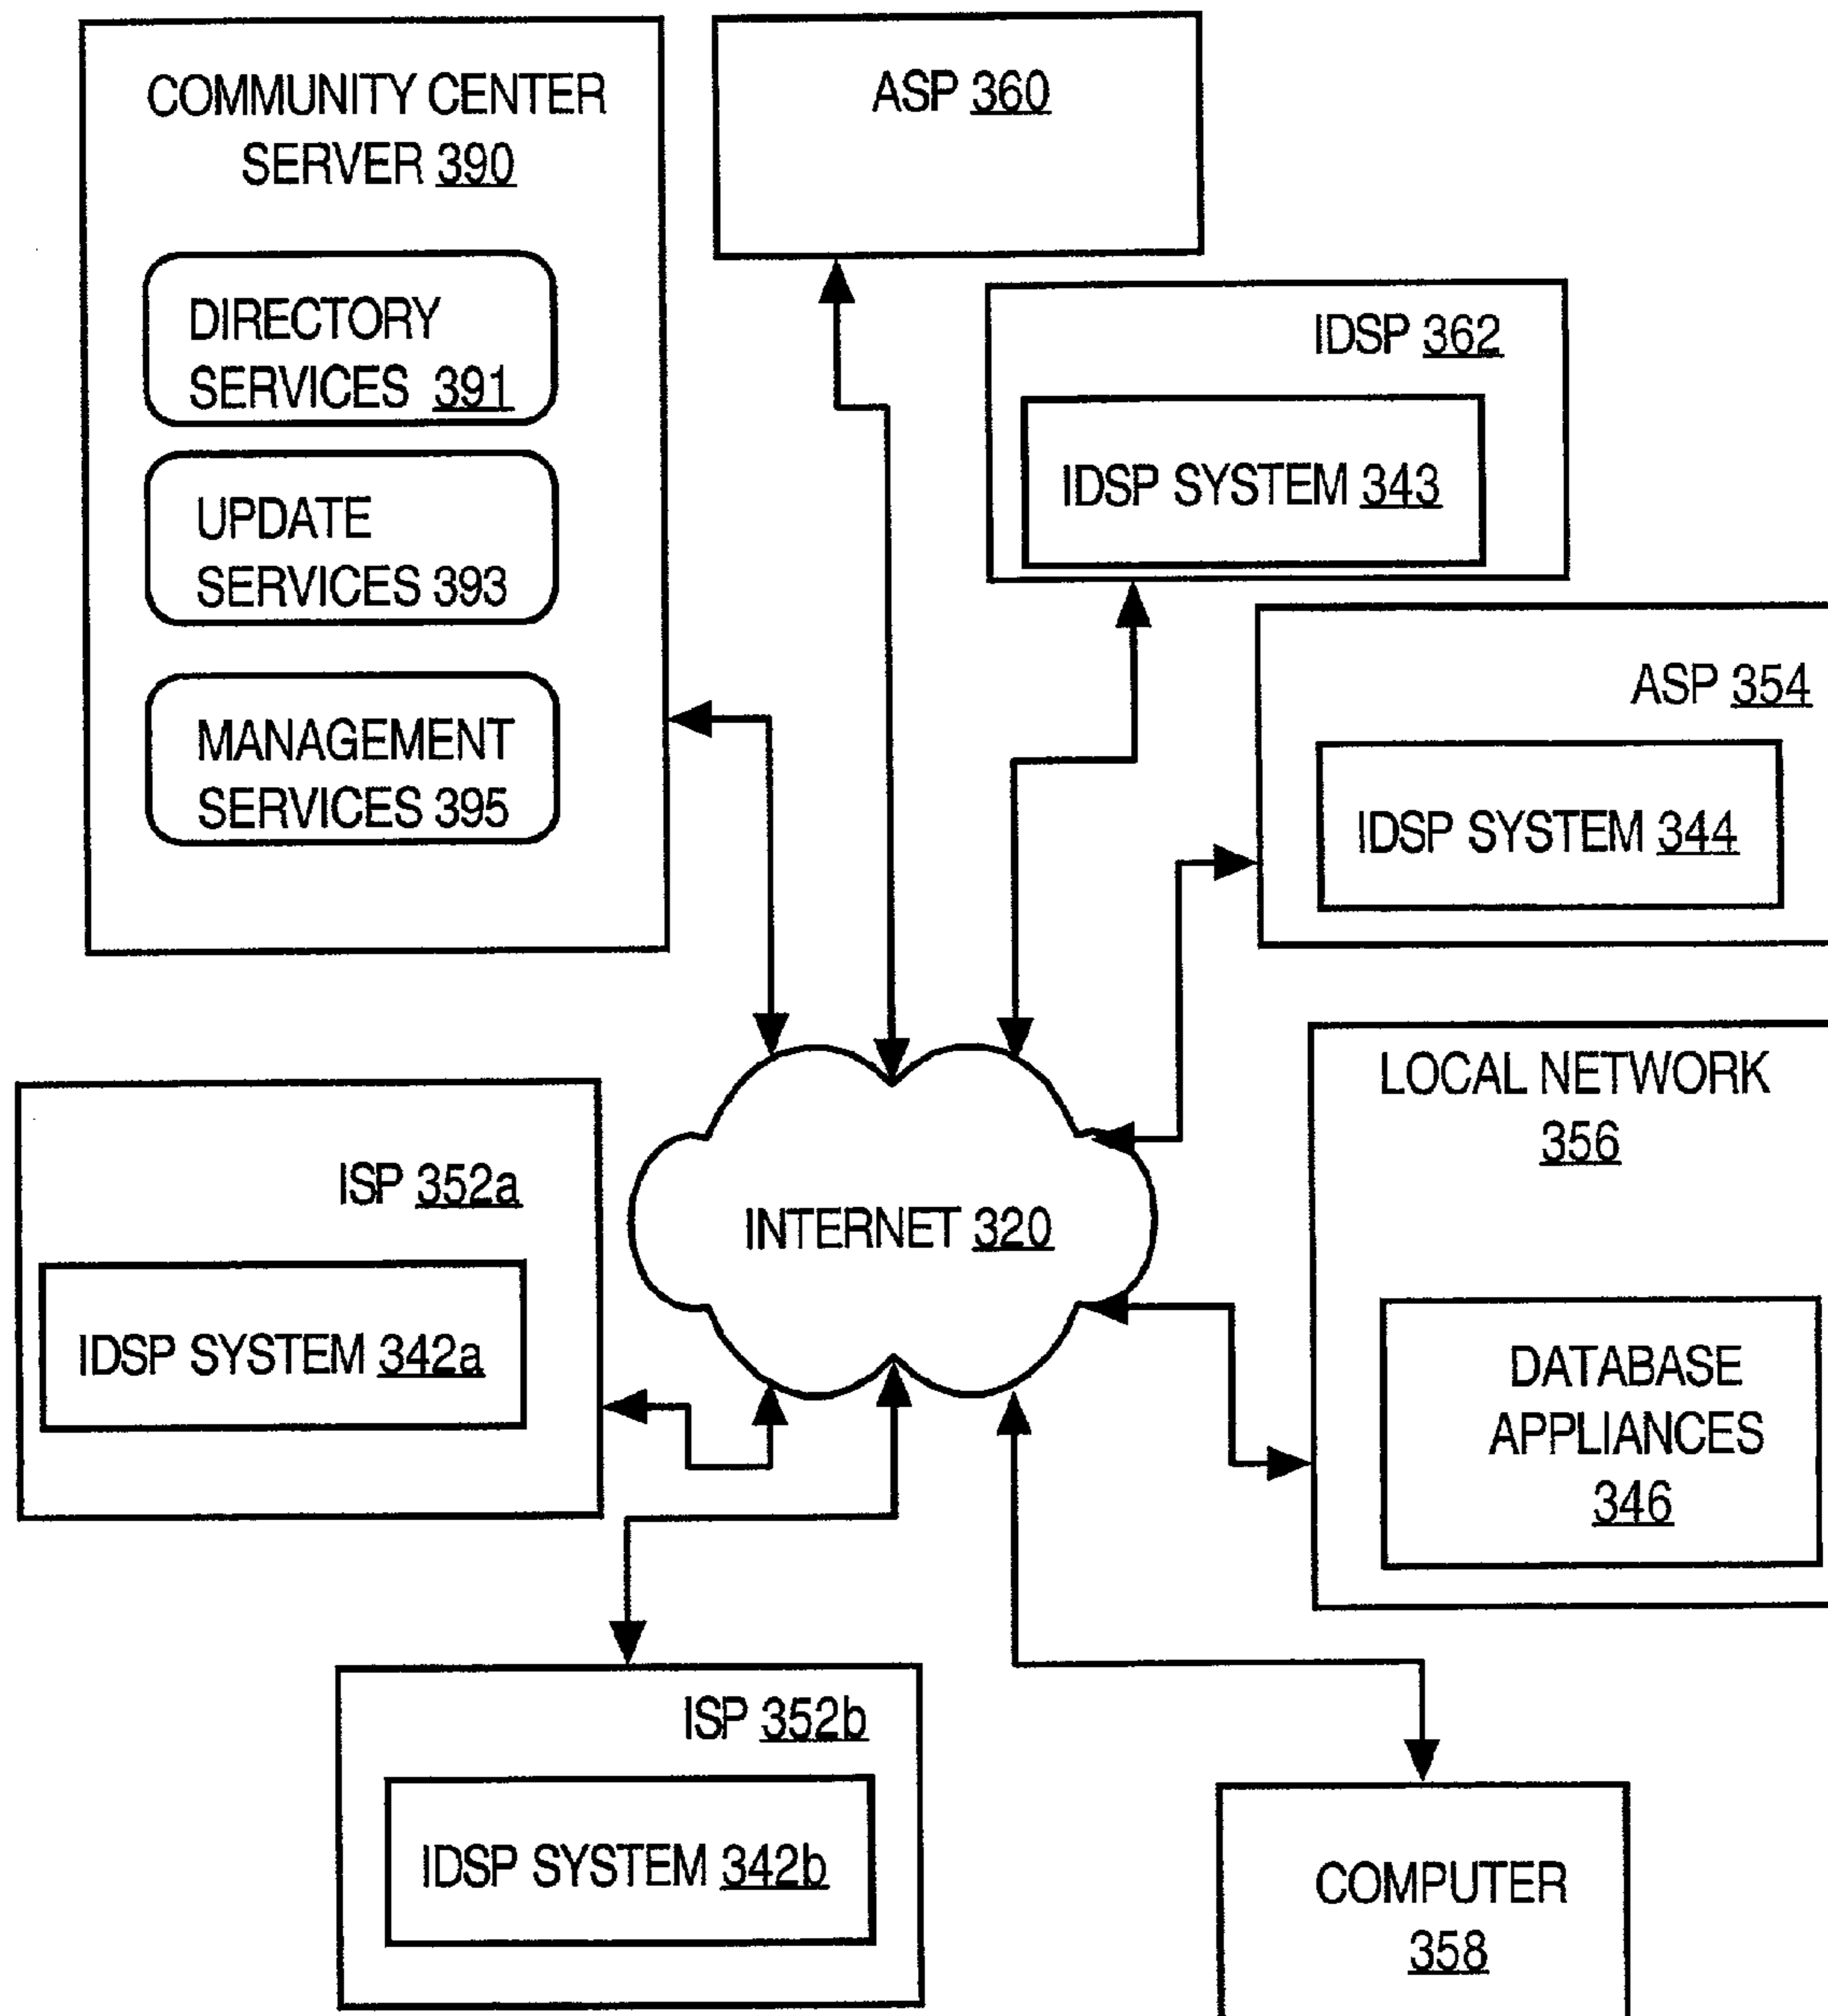 COMMUNITY CENTER
SERVER 390
DIRECTORY
SERVICES 391
UPDATE
SERVICES 393
MANAGEMENT
SERVICES 395
ASP 360
IDSP 362
IDSP SYSTEM 343
ASP 354
IDSP SYSTEM 344
LOCAL NETWORK
356
DATABASE
APPLIANCES
346
ISP 352a
IDSP SYSTEM 342a
INTERNET 320
ISP 352b
IDSP SYSTEM 342b
COMPUTER
358